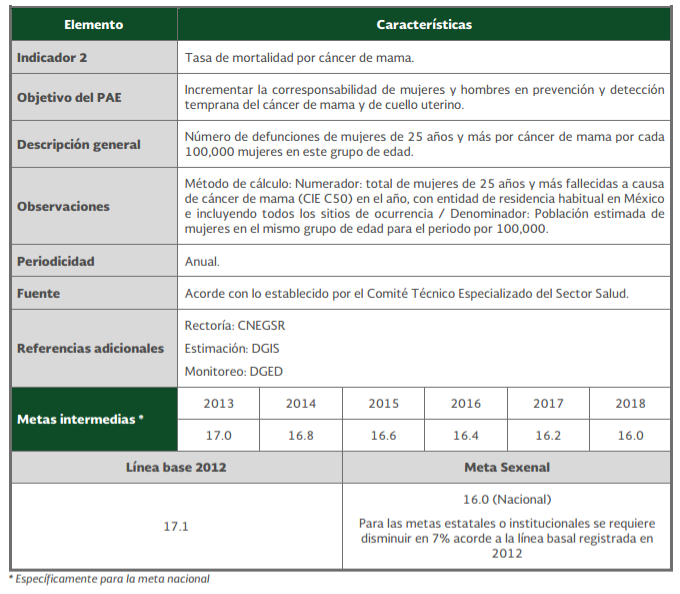 Elemento
Características
Indicador 2
Tasa de mortalidad por cáncer de mama.
Objetivo del PAE
Incrementar la corresponsabilidad de mujeres y hombres en prevención y detección
temprana del cáncer de mama y de cuello uterino.
Descripción general
Número de defunciones de mujeres de 25 años y más por cáncer de mama por cada
100,000 mujeres en este grupo de edad.
Observaciones
Método de cálculo: Numerador: total de mujeres de 25 años y más fallecidas a causa
de cáncer de mama (CIE C50) en el año, con entidad de residencia habitual en México
e incluyendo todos los sitios de ocurrencia / Denominador: Población estimada de
mujeres en el mismo grupo de edad para el periodo por 100,000.
Periodicidad
Anual.
Fuente
Acorde con lo establecido por el Comité Técnico Especializado del Sector Salud.
Referencias adicionales
Rectoría: CNEGSR
Estimación: DGIS
Monitoreo: DGED
Metas intermedias *
2013 2014 2015 2016 2017 2018
17.0 16.8 16.6 16.4 16.2 16.0
Línea base 2012
Meta Sexenal
17.1
16.0 (Nacional)
Para las metas estatales o institucionales se requiere
disminuir en 7% acorde a la línea basal registrada en
2012
* Específicamente para la meta nacional